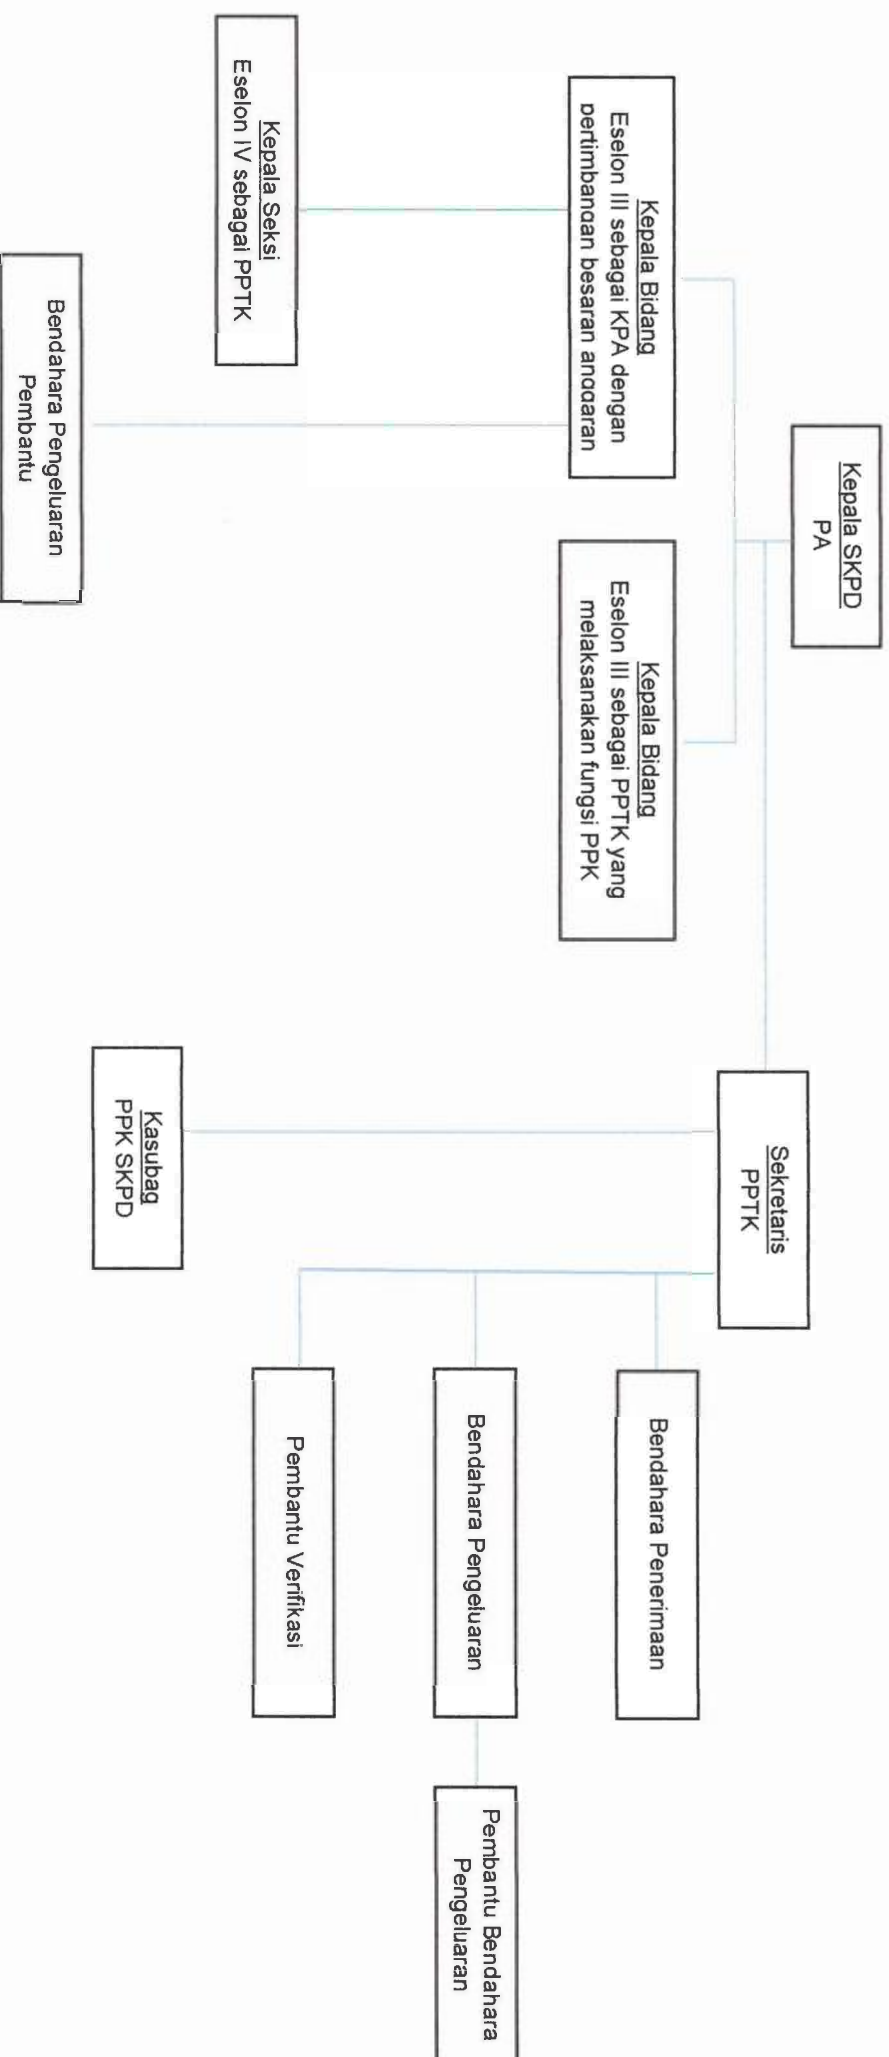 Kepala SKPD
PA
Sekretaris
PPTK
Kepala Bidang
Eselon III sebagai KPA dengan
pertimbangan besaran anggaran
Kepala Bidang
Eselon III sebagai PPTK yang
melaksanakan fungsi PPK
Bendahara Penerimaan
Bendahara Pengeluaran
Pembantu Bendahara
Pengeluaran
Kepala Seksi
Eselon IV sebagai PPTK
Pembantu Verifikasi
Kasubag
PPK SKPD
Bendahara Pengeluaran
Pembantu